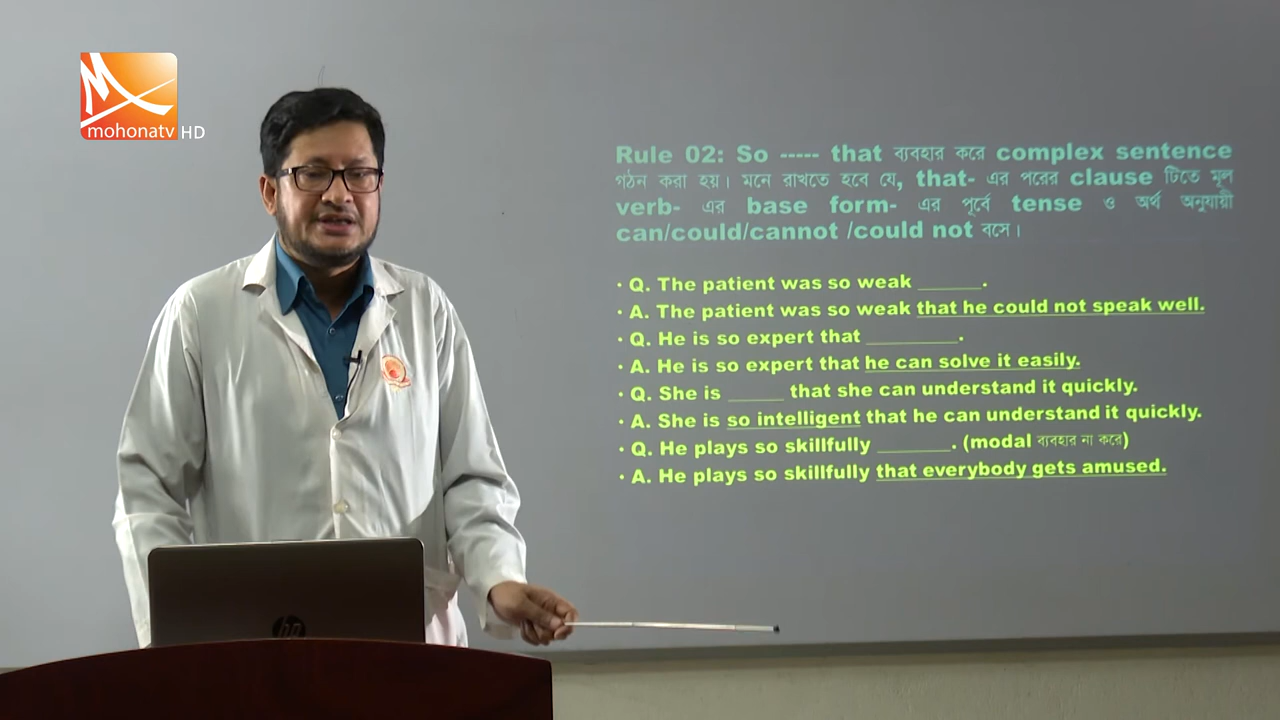 mohonatv HD
Rule 02: So ----- that ব্যবহার করে complex sentence
গঠন করা হয়। মনে রাখতে হবে যে, that- এর পরের clause টিতে মূল
verb- এর base form- এর পূর্বে tense ও অর্থ অনুযায়ী
can/could/cannot /could not বসে।
• Q. The patient was so weak ______.
• A. The patient was so weak that he could not speak well.
• Q. He is so expert that _________.
• A. He is so expert that he can solve it easily.
• Q. She is _____ that she can understand it quickly.
• A. She is so intelligent that he can understand it quickly.
• Q. He plays so skillfully _______. (modal ব্যবহার না করে)
• A. He plays so skillfully that everybody gets amused.
hp